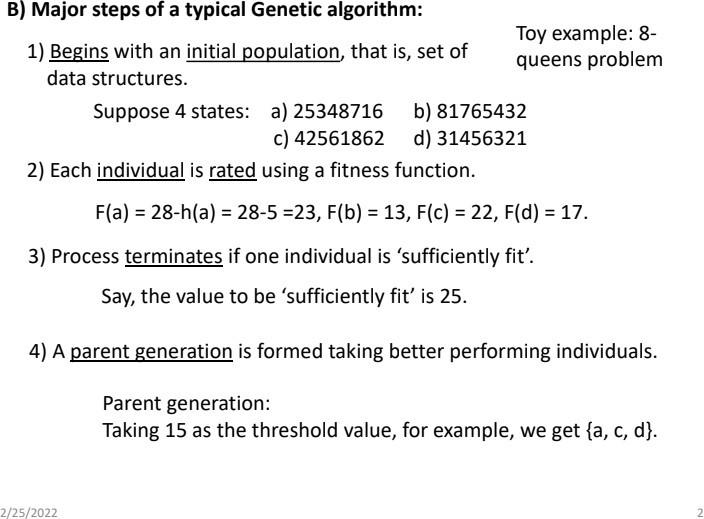 B) Major steps of a typical Genetic algorithm:
Toy example: 8-
queens problem
1) Begins with an initial population, that is, set of
data structures.
Suppose 4 states: a) 25348716 b) 81765432
c) 42561862 d) 31456321
2) Each individual is rated using a fitness function.
F(a) = 28-h(a) = 28-5 =23, F(b) = 13, F(c) = 22, F(d) = 17.
3) Process terminates if one individual is ‘sufficiently fit’.
Say, the value to be ‘sufficiently fit’ is 25.
4) A parent generation is formed taking better performing individuals.
Parent generation:
Taking 15 as the threshold value, for example, we get {a, c, d}.
2/25/2022 2